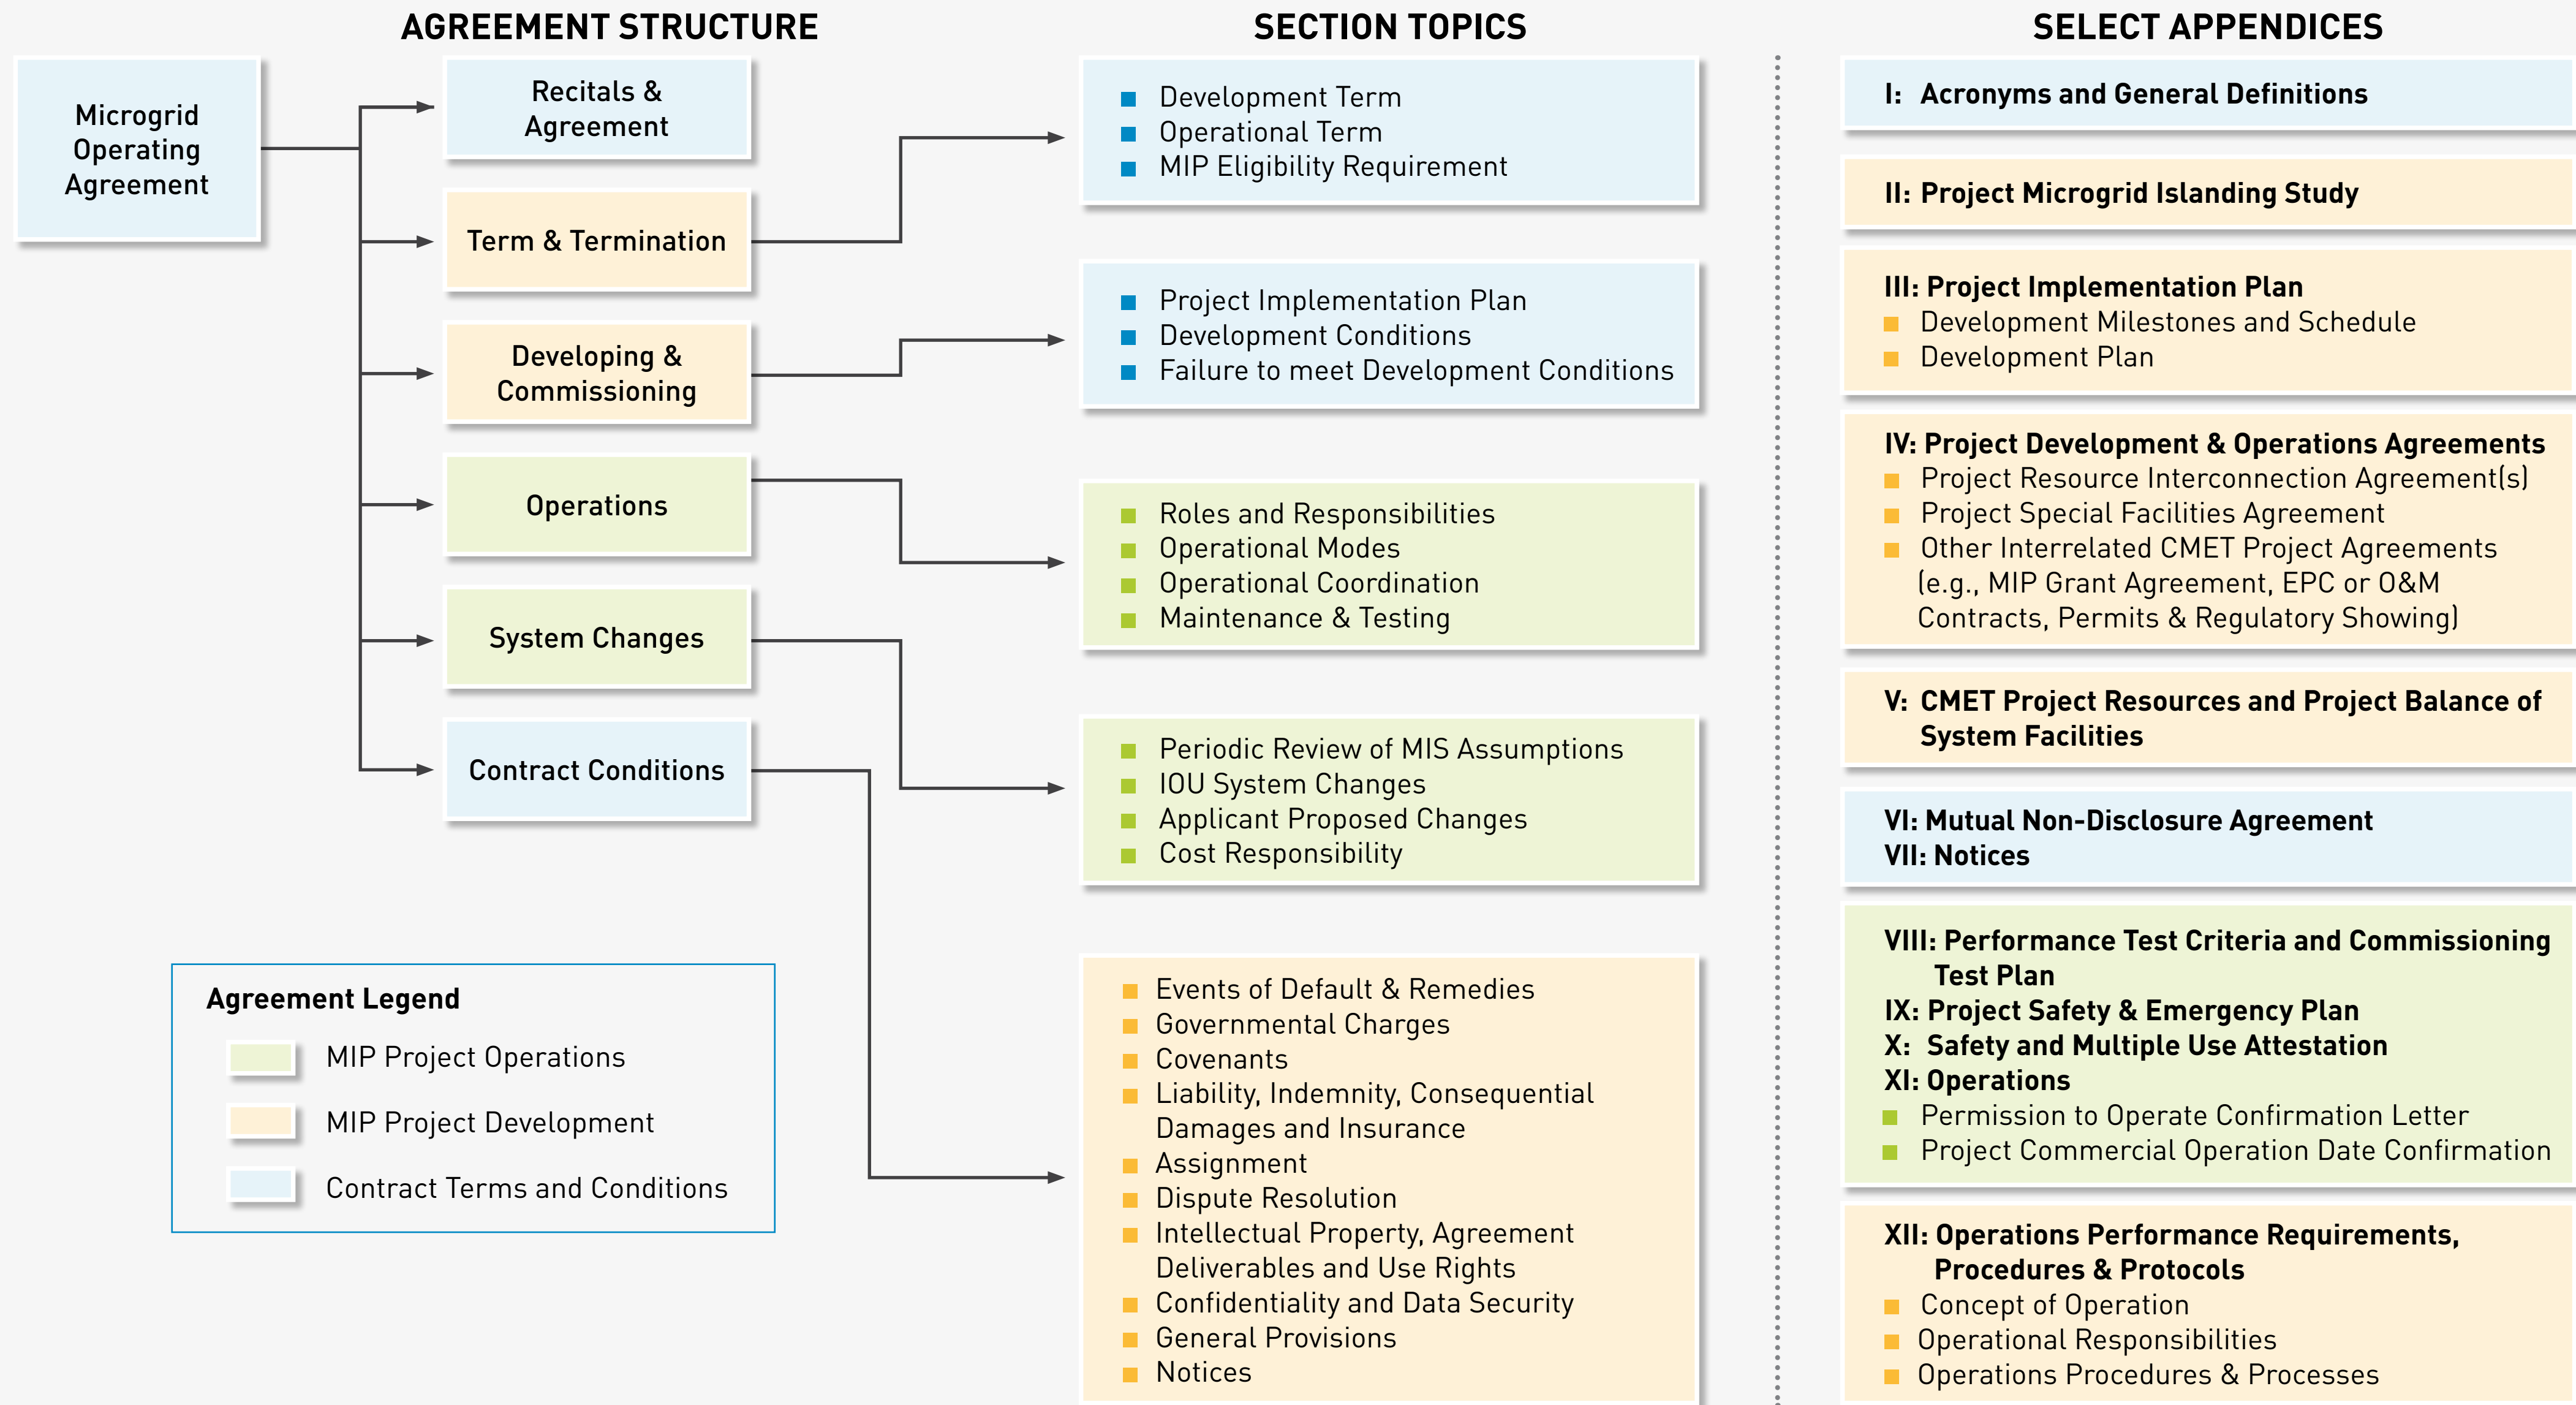 AGREEMENT STRUCTURE
Microgrid
Operating
Agreement
Recitals &
Agreement
Term & Termination
Developing &
Commissioning
Operations
System Changes
Contract Conditions
Agreement Legend
MIP Project Operations
MIP Project Development
Contract Terms and Conditions
SECTION TOPICS
Development Term
Operational Term
MIP Eligibility Requirement
Project Implementation Plan
Development Conditions
Failure to meet Development Conditions
Roles and Responsibilities
Operational Modes
Operational Coordination
Maintenance & Testing
Periodic Review of MIS Assumptions
IOU System Changes
Applicant Proposed Changes
Cost Responsibility
Events of Default & Remedies
Governmental Charges
Covenants
Liability, Indemnity, Consequential
Damages and Insurance
Assignment
Dispute Resolution
Intellectual Property, Agreement
Deliverables and Use Rights
Confidentiality and Data Security
General Provisions
Notices
SELECT APPENDICES
I: Acronyms and General Definitions
II: Project Microgrid Islanding Study
III: Project Implementation Plan
Development Milestones and Schedule
Development Plan
IV: Project Development & Operations Agreements
Project Resource Interconnection Agreement(s)
Project Special Facilities Agreement
Other Interrelated CMET Project Agreements
(e.g., MIP Grant Agreement, EPC or O&M
Contracts, Permits & Regulatory Showing)
V: CMET Project Resources and Project Balance of
System Facilities
VI: Mutual Non-Disclosure Agreement
VII: Notices
VIII: Performance Test Criteria and Commissioning
Test Plan
IX: Project Safety & Emergency Plan
X: Safety and Multiple Use Attestation
XI: Operations
Permission to Operate Confirmation Letter
Project Commercial Operation Date Confirmation
XII: Operations Performance Requirements,
Procedures & Protocols
Concept of Operation
Operational Responsibilities
Operations Procedures & Processes